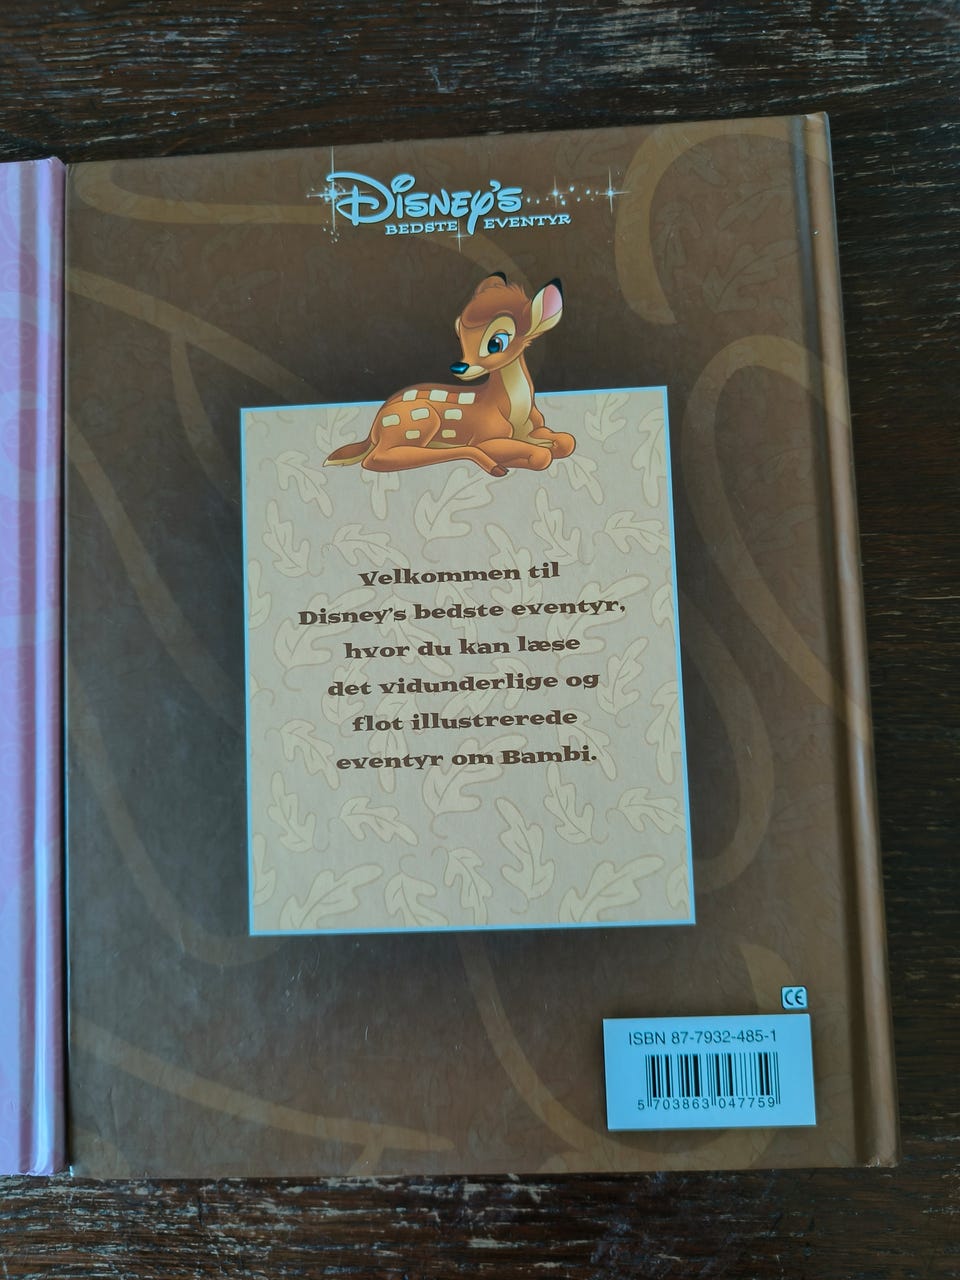 Disney's
BEDSTE EVENTYR
Velkommen til
Disney's bedste eventyr,
hvor du kan læse
det vidunderlige og
flot illustrerede
eventyr om Bambi.
CE
ISBN 87-7932-485-1
5 703863 047759